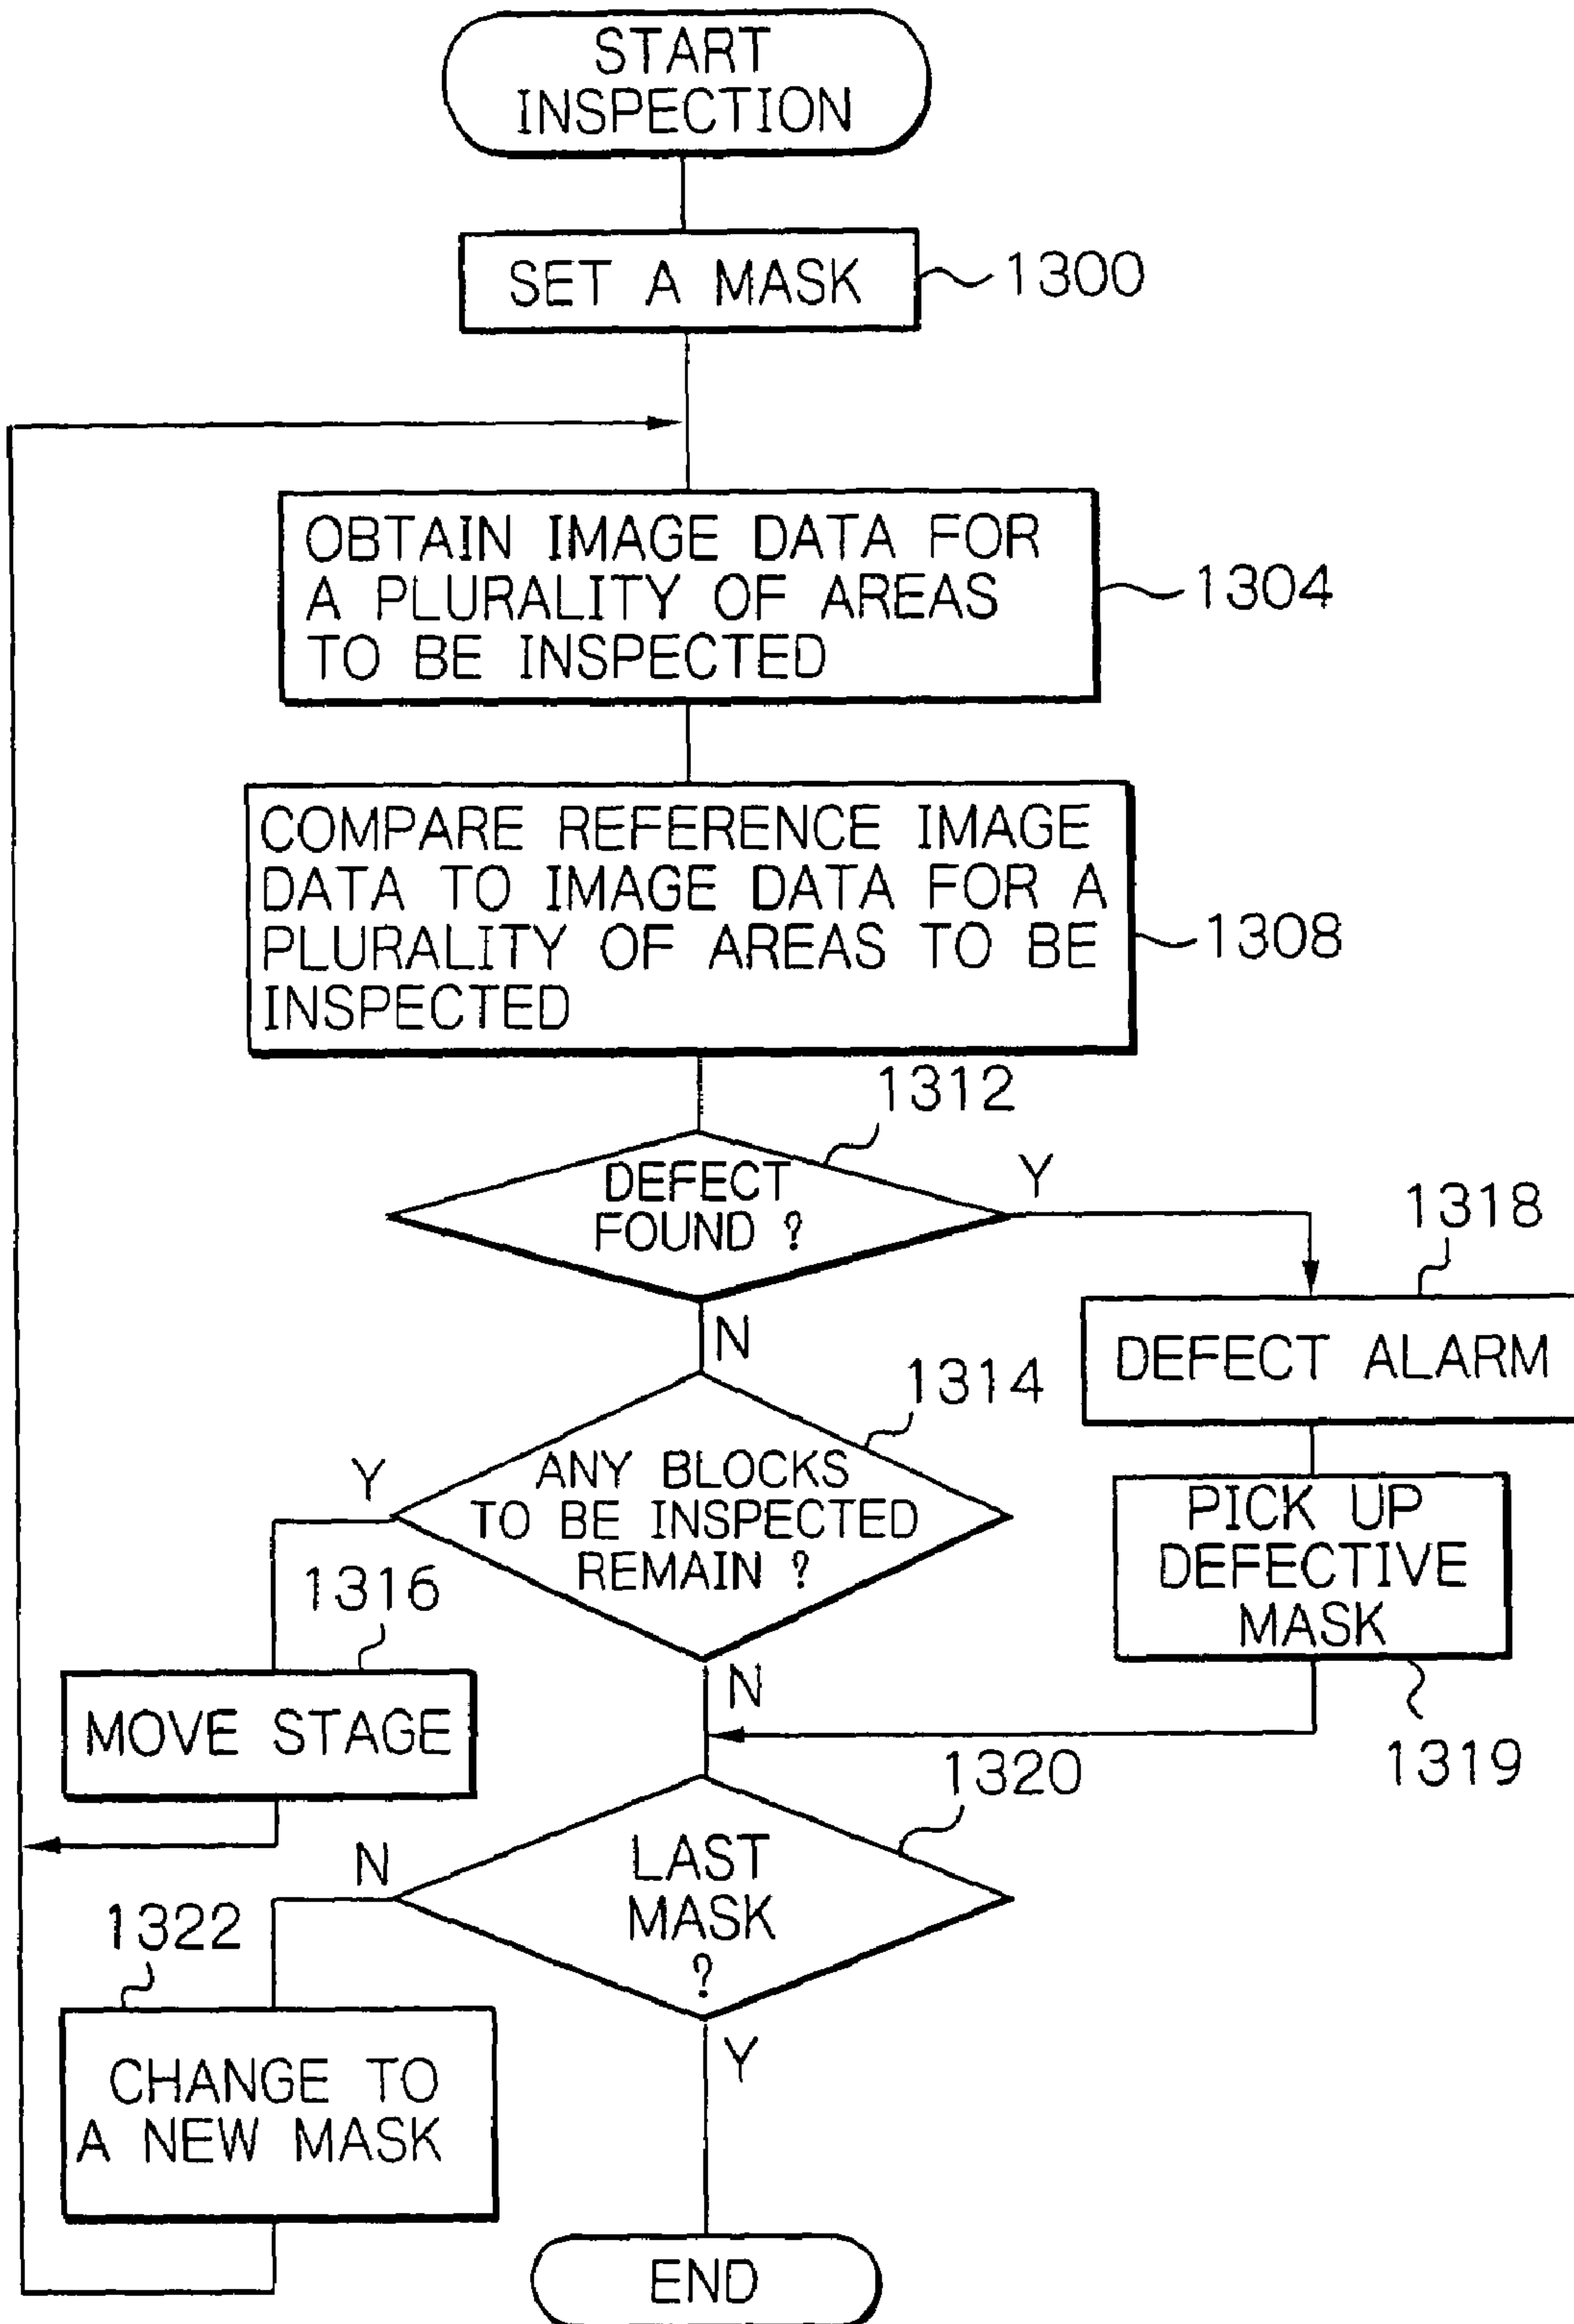 START
INSPECTION
SET A MASK
1300
OBTAIN IMAGE DATA FOR
A PLURALITY OF AREAS
TO BE INSPECTED
1304
COMPARE REFERENCE IMAGE
DATA TO IMAGE DATA FOR A
PLURALITY OF AREAS TO BE
INSPECTED
1308
1312
DEFECT
FOUND ?
Y
N
1318
DEFECT ALARM
1314
ANY BLOCKS
TO BE INSPECTED
REMAIN ?
Y
N
PICK UP
DEFECTIVE
MASK
1319
1316
MOVE STAGE
1320
LAST
MASK
?
N
Y
1322
CHANGE TO
A NEW MASK
END